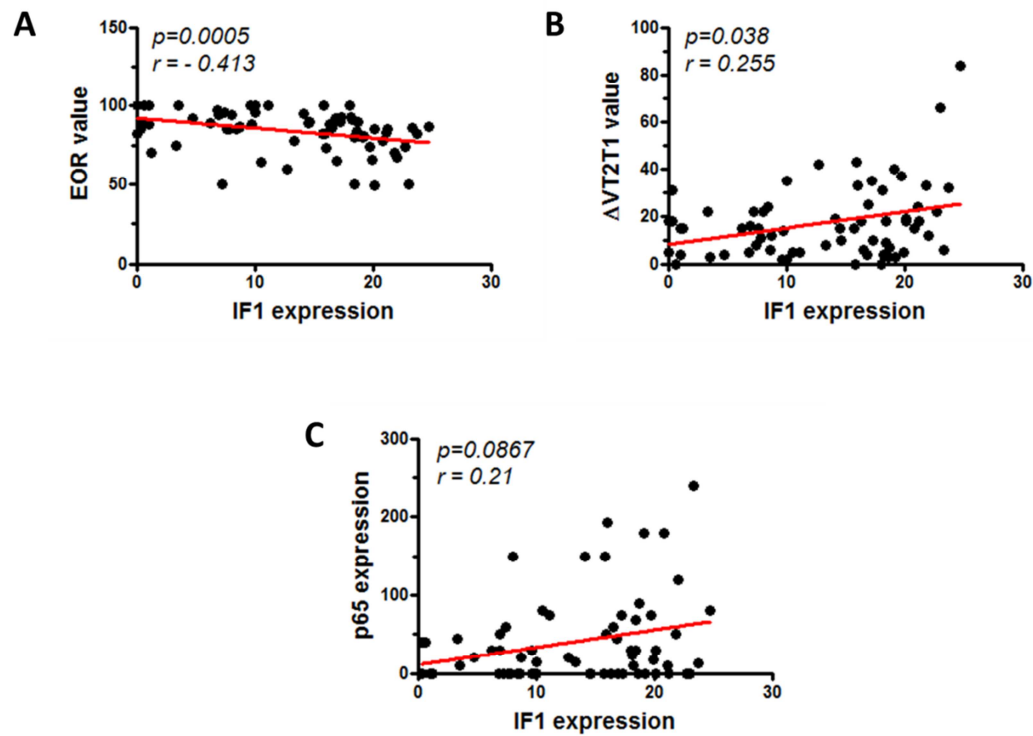 A
p=0.0005
r = - 0.413
EOR value
150
100
50
0
0
10
20
30
IF1 expression
B
p=0.038
r = 0.255
ΔVT2T1 value
100
80
60
40
20
0
0
10
20
30
IF1 expression
C
p=0.0867
r = 0.21
p65 expression
300
200
100
0
0
10
20
30
IF1 expression